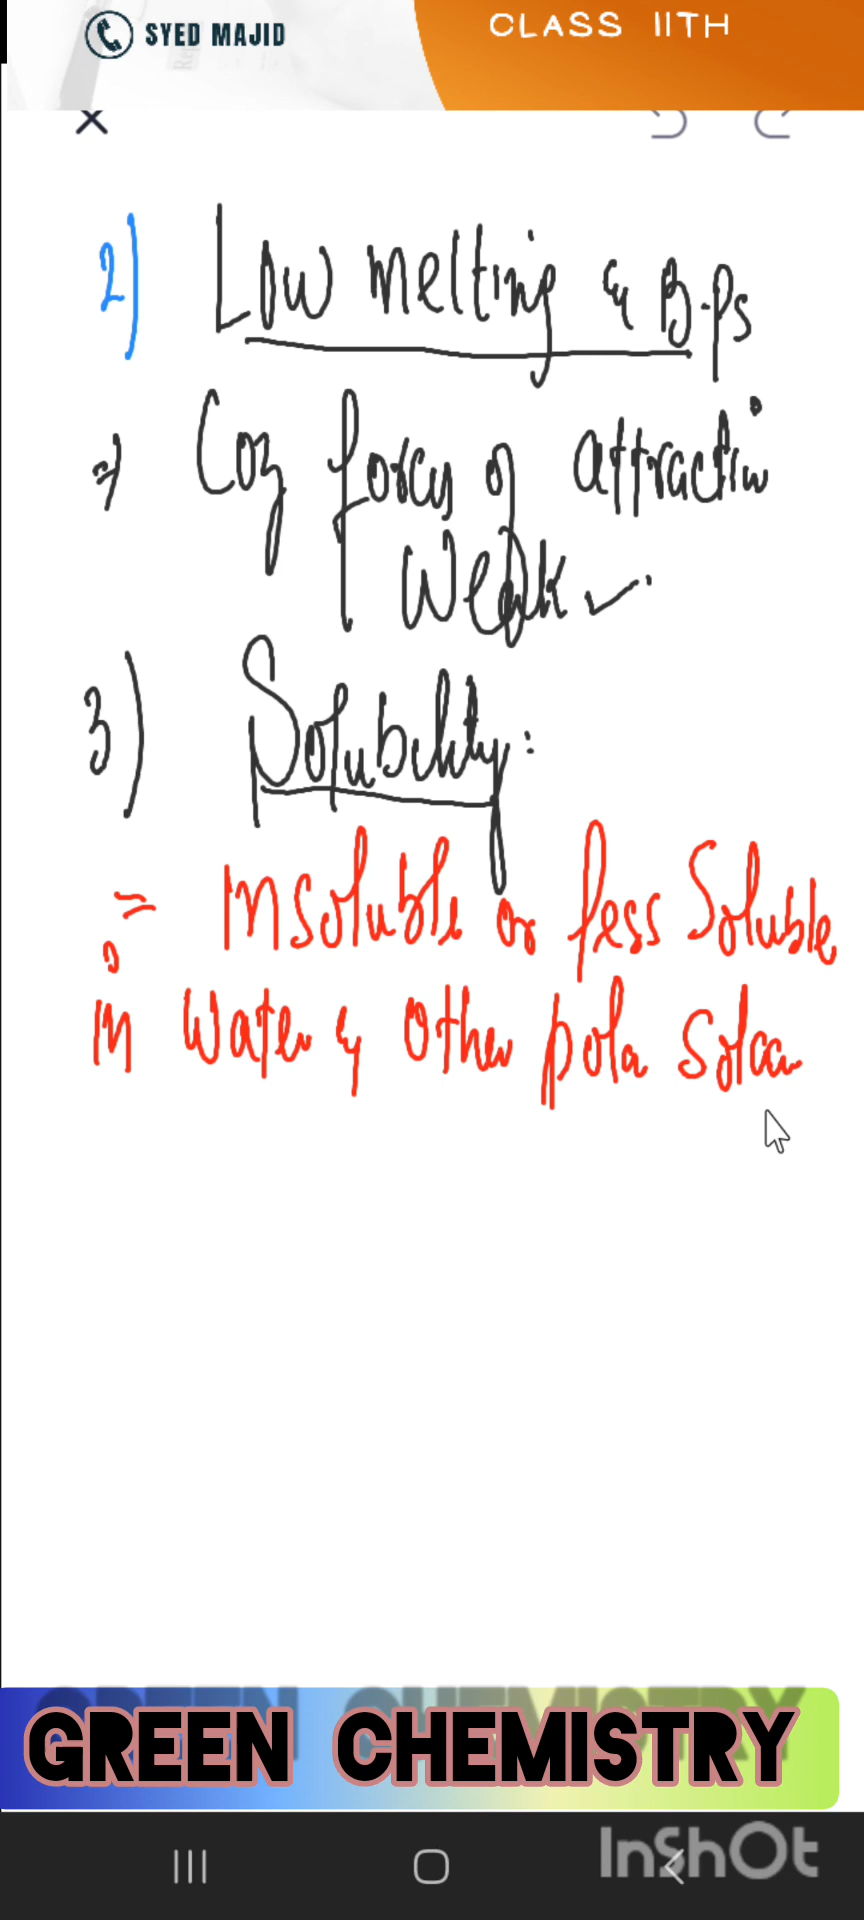 SYED MAJID
CLASS 11TH
2) Low melting & B.Ps
⇒ Coz forces of attraction
Weak ✓
3) Solubility:
= Insoluble or less Soluble
in water & other polar
GREEN CHEMISTRY
InShOt